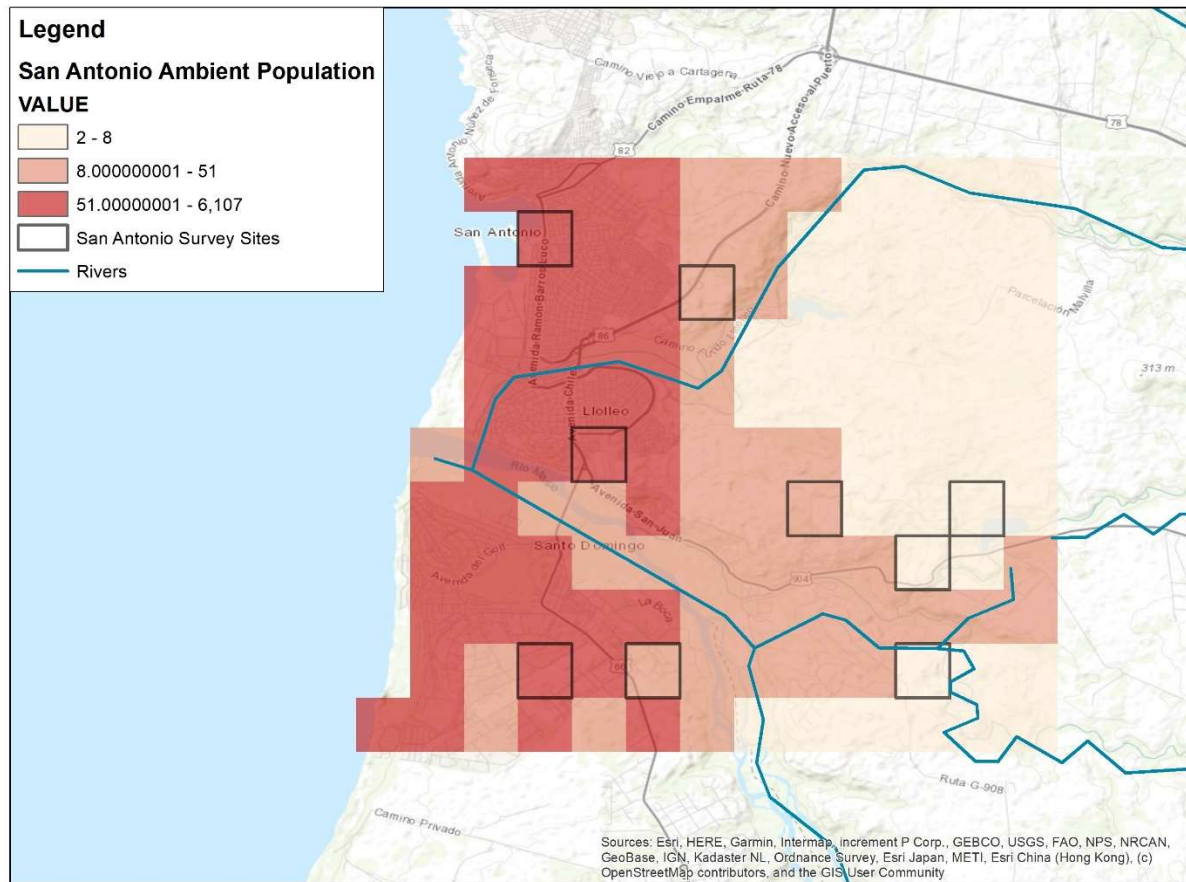 Legend
San Antonio Ambient Population
VALUE
2 - 8
8.000000001 - 51
51.00000001 - 6,107
San Antonio Survey Sites
Rivers
Camino Viejo a Cartagena
Camino Empalme Ruta 78
Camino Nuevo Acceso al Puerto
78
82
San Antonio
Avenida Ramon Barros Luco
Parcelación Malvilla
86
313 m
Avenida Chile
Llolleo
Avenida San Juan
Santo Domingo
Avenida del Golf
904
La Boca
66
Ruta G-908
Camino Privado
Sources: Esri, HERE, Garmin, Intermap, increment P Corp., GEBCO, USGS, FAO, NPS, NRCAN,
GeoBase, IGN, Kadaster NL, Ordnance Survey, Esri Japan, METI, Esri China (Hong Kong), (c)
OpenStreetMap contributors, and the GIS User Community